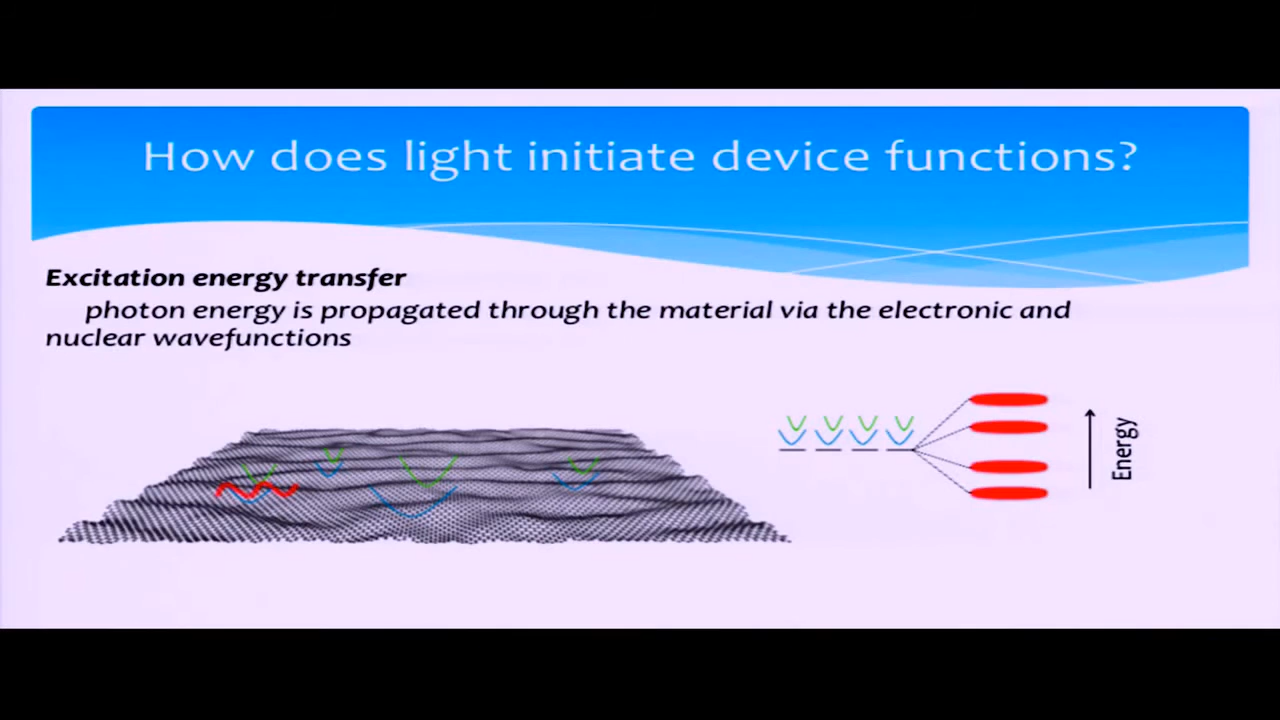 How does light initiate device functions?
Excitation energy transfer
photon energy is propagated through the material via the electronic and
nuclear wavefunctions
Energy